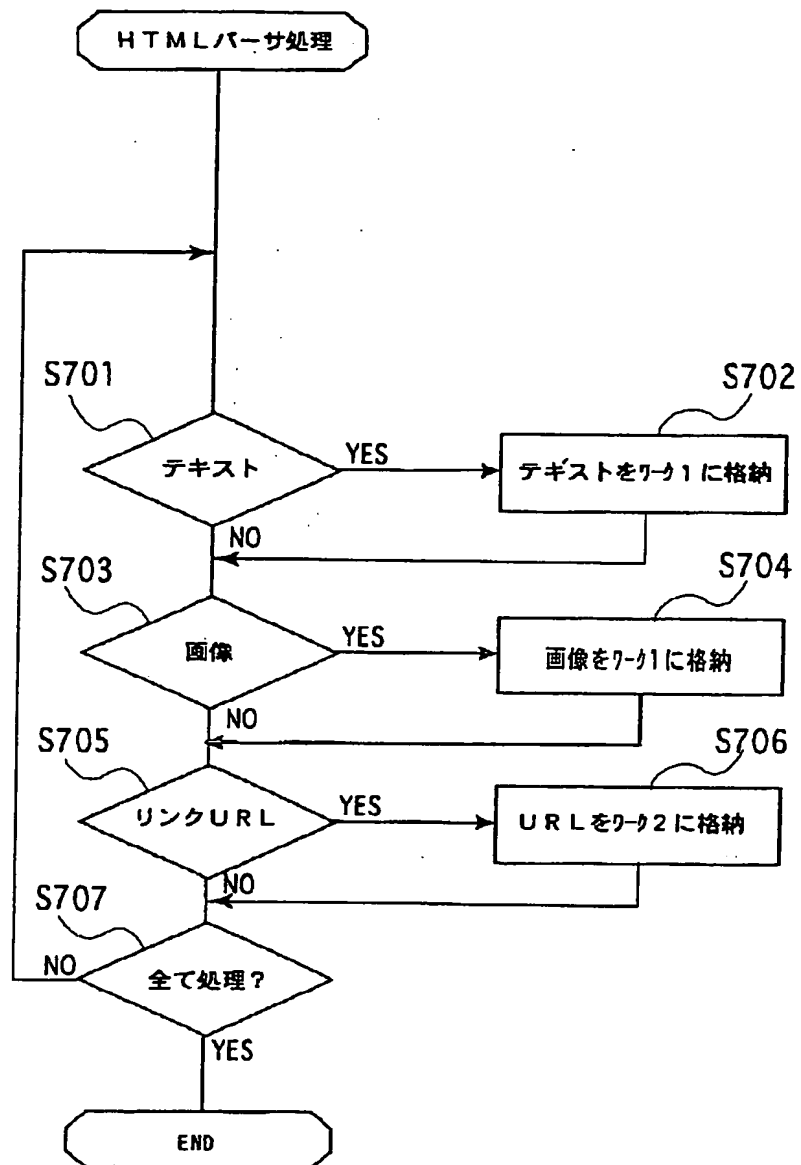 HTMLパーサ処理
S701
テキスト
YES
S702
テキストをワーク1に格納
NO
S703
画像
YES
S704
画像をワーク1に格納
NO
S705
リンクURL
YES
S706
URLをワーク2に格納
NO
S707
全て処理?
NO
YES
END